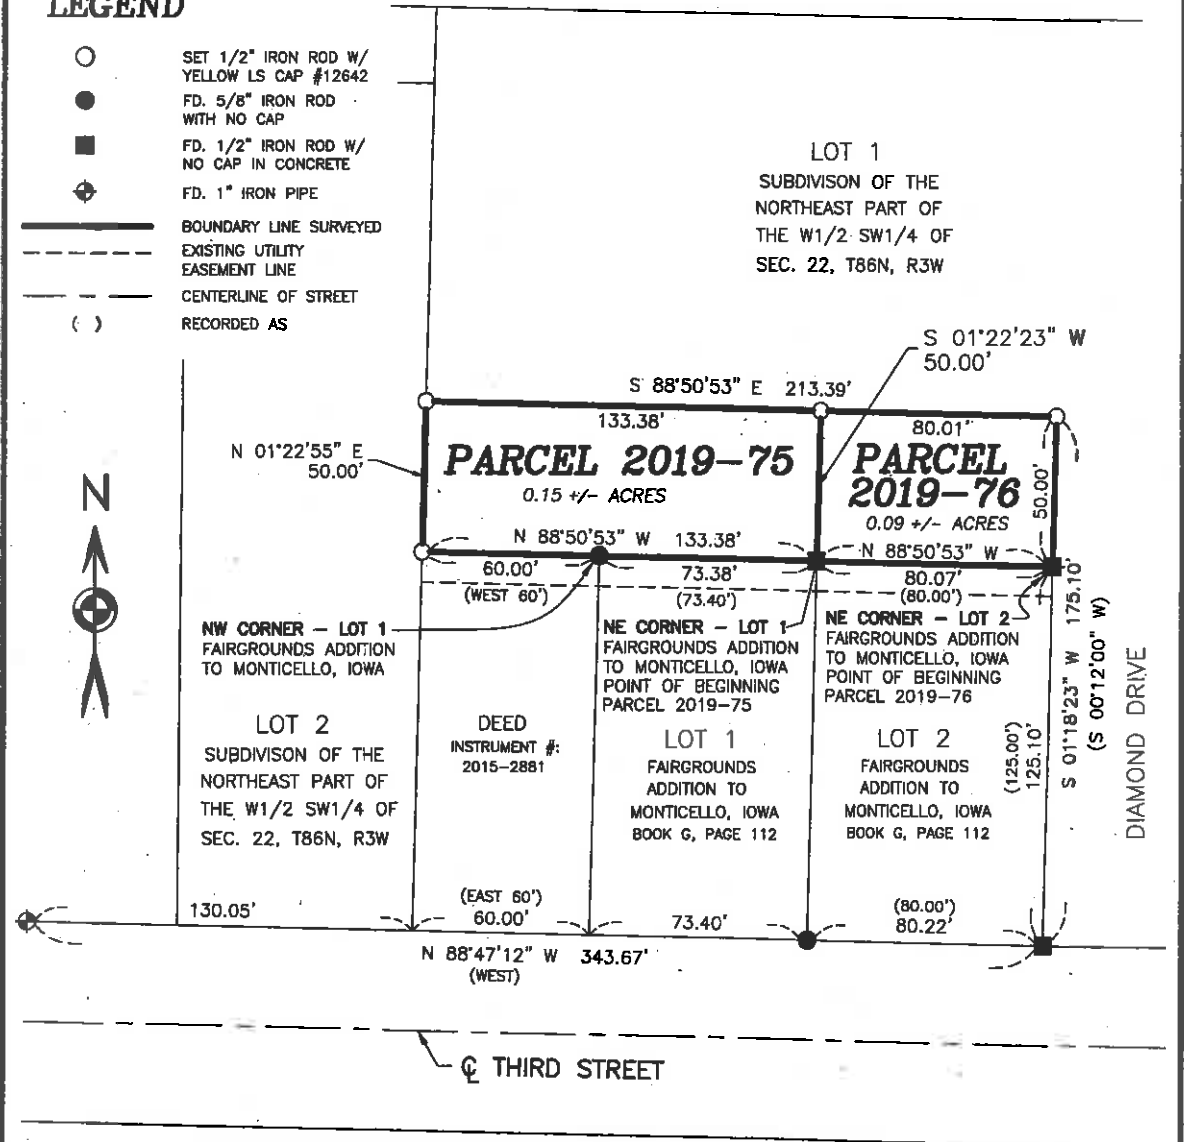 LEGEND
SET 1/2" IRON ROD W/
YELLOW LS CAP #12642
FD. 5/8" IRON ROD
WITH NO CAP
FD. 1/2" IRON ROD W/
NO CAP IN CONCRETE
FD. 1" IRON PIPE
BOUNDARY LINE SURVEYED
EXISTING UTILITY
EASEMENT LINE
CENTERLINE OF STREET
( ) RECORDED AS
LOT 1
SUBDIVISON OF THE
NORTHEAST PART OF
THE W1/2 SW1/4 OF
SEC. 22, T86N, R3W
S 01°22'23" W
50.00'
S 88°50'53" E 213.39'
133.38'
80.01'
N 01°22'55" E
50.00'
PARCEL 2019-75
0.15 +/- ACRES
PARCEL
2019-76
0.09 +/- ACRES
50.00'
N
N 88°50'53" W 133.38'
N 88°50'53" W
60.00'
73.38'
80.07'
(WEST 60')
(73.40')
(80.00')
NW CORNER - LOT 1
FAIRGROUNDS ADDITION
TO MONTICELLO, IOWA
NE CORNER - LOT 1
FAIRGROUNDS ADDITION
TO MONTICELLO, IOWA
POINT OF BEGINNING
PARCEL 2019-75
NE CORNER - LOT 2
FAIRGROUNDS ADDITION
TO MONTICELLO, IOWA
POINT OF BEGINNING
PARCEL 2019-76
S 01°18'23" W 175.10'
(S 00°12'00" W)
DIAMOND DRIVE
(125.00')
125.10'
LOT 2
SUBDIVISON OF THE
NORTHEAST PART OF
THE W1/2 SW1/4 OF
SEC. 22, T86N, R3W
DEED
INSTRUMENT #:
2015-2881
LOT 1
FAIRGROUNDS
ADDITION TO
MONTICELLO, IOWA
BOOK G, PAGE 112
LOT 2
FAIRGROUNDS
ADDITION TO
MONTICELLO, IOWA
BOOK G, PAGE 112
130.05'
(EAST 60')
60.00'
73.40'
(80.00')
80.22'
N 88°47'12" W 343.67'
(WEST)
℄ THIRD STREET